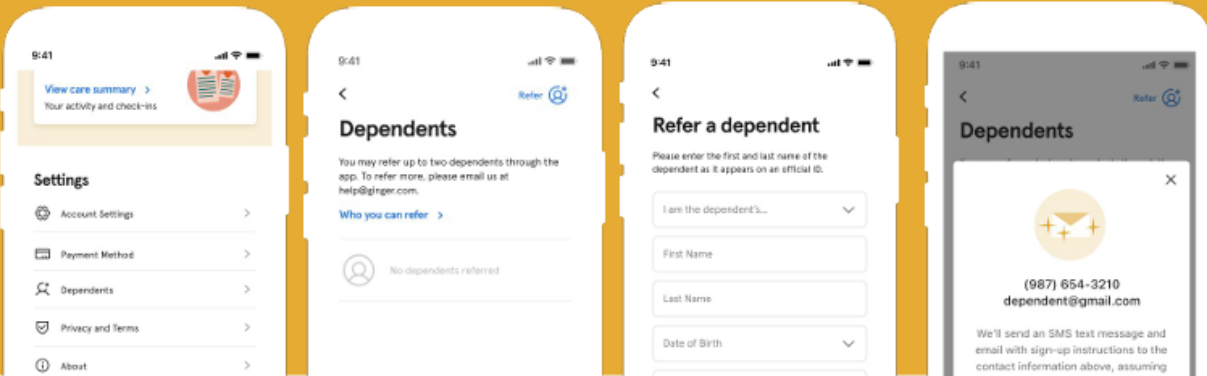 9:41
View care summary >
Your activity and check-ins
Settings
Account Settings >
Payment Method >
Dependents >
Privacy and Terms >
About >
9:41
< Refer
Dependents
You may refer up to two dependents through the
app. To refer more, please email us at
help@ginger.com.
Who you can refer >
No dependents referred
9:41
<
Refer a dependent
Please enter the first and last name of the
dependent as it appears on an official ID.
I am the dependent's...
First Name
Last Name
Date of Birth
9:41
< Refer
Dependents
×
(987) 654-3210
dependent@gmail.com
We'll send an SMS text message and
email with sign-up instructions to the
contact information above, assuming